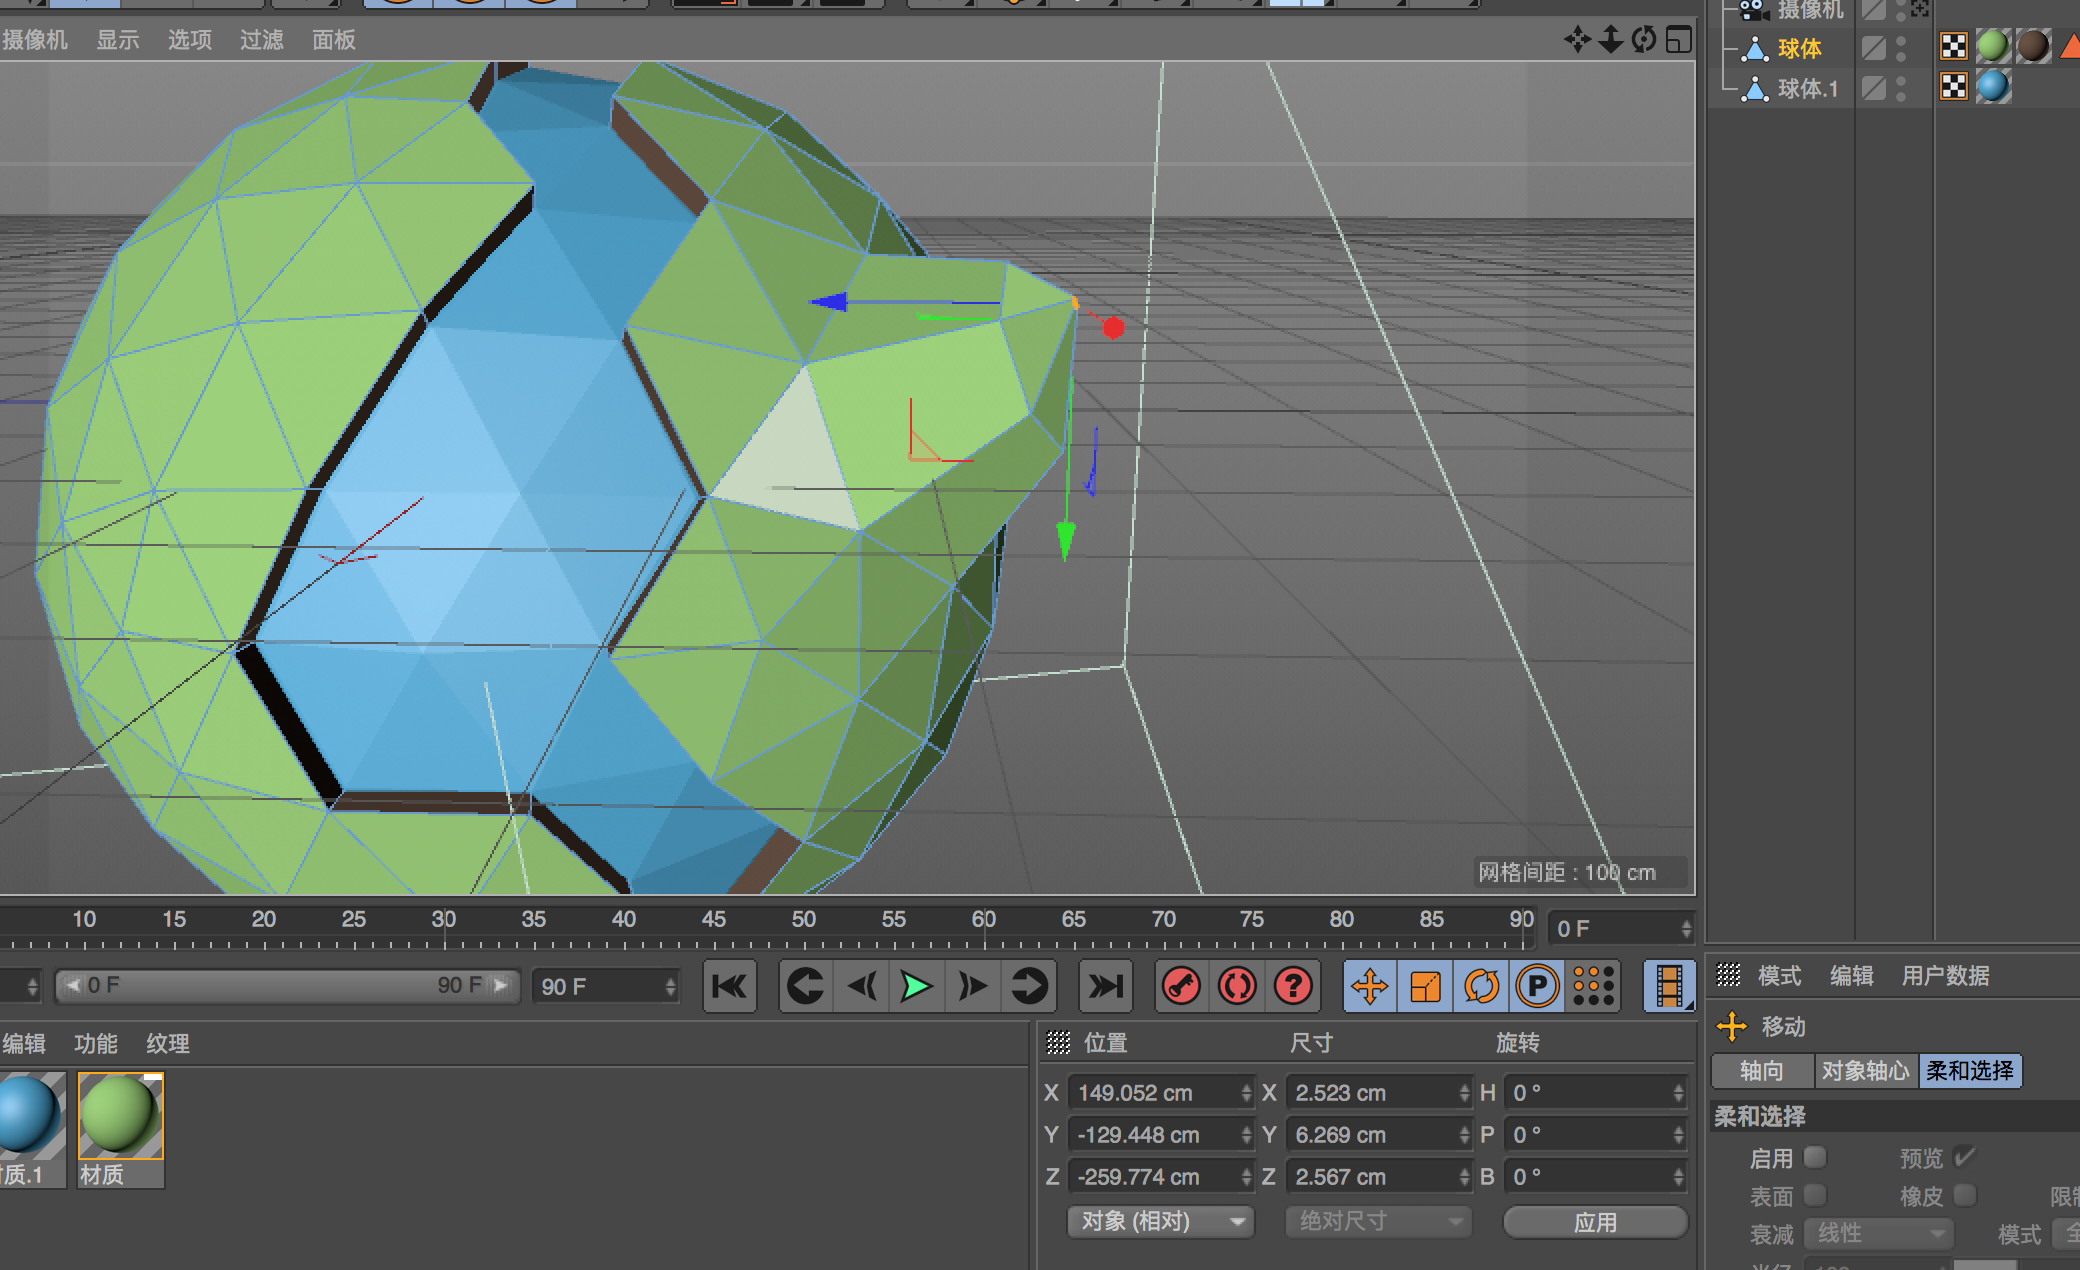 摄像机
摄像机 显示 选项 过滤 面板
球体
球体.1
网格间距 : 100 cm
10 15 20 25 30 35 40 45 50 55 60 65 70 75 80 85 90
0 F
0 F 90 F
90 F
模式 编辑 用户数据
移动
轴向 对象轴心 柔和选择
柔和选择
启用 预览
表面 橡皮 限制
衰减 线性 模式 全
编辑 功能 纹理
质.1 材质
位置 尺寸 旋转
X 149.052 cm X 2.523 cm H 0 °
Y -129.448 cm Y 6.269 cm P 0 °
Z -259.774 cm Z 2.567 cm B 0 °
对象 (相对) 绝对尺寸 应用